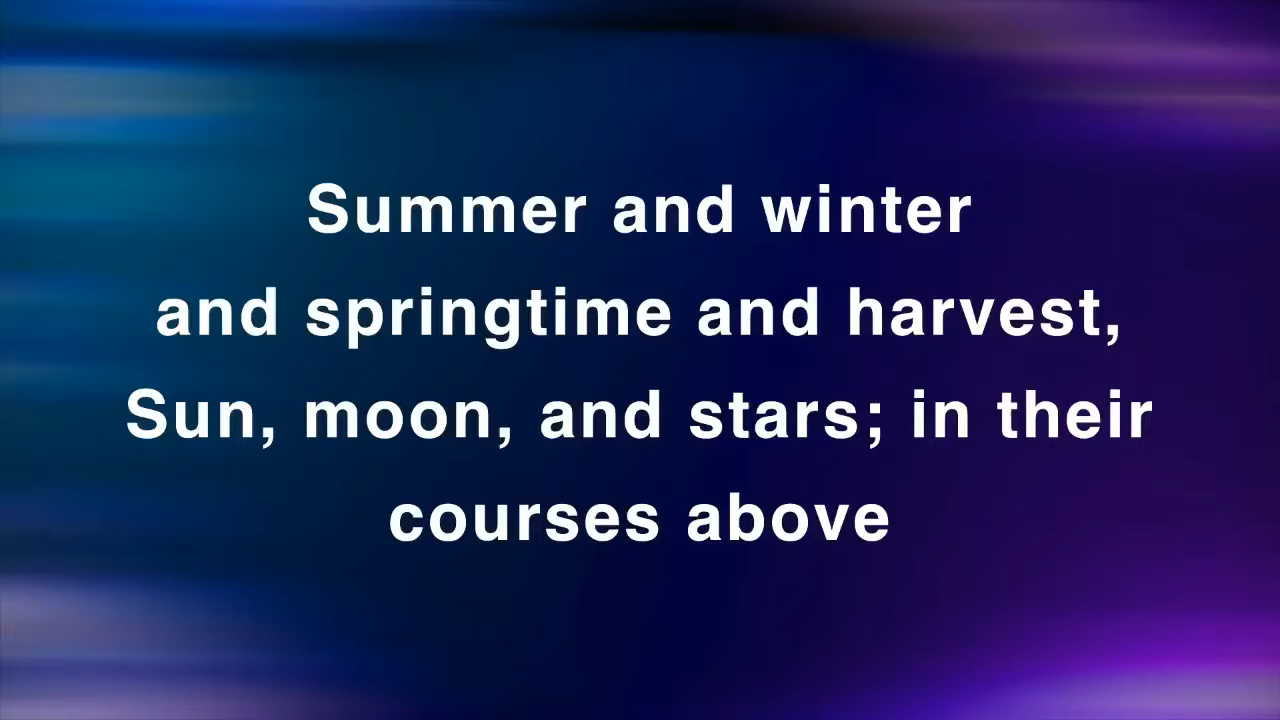 Summer and winter
and springtime and harvest,
Sun, moon, and stars; in their
courses above